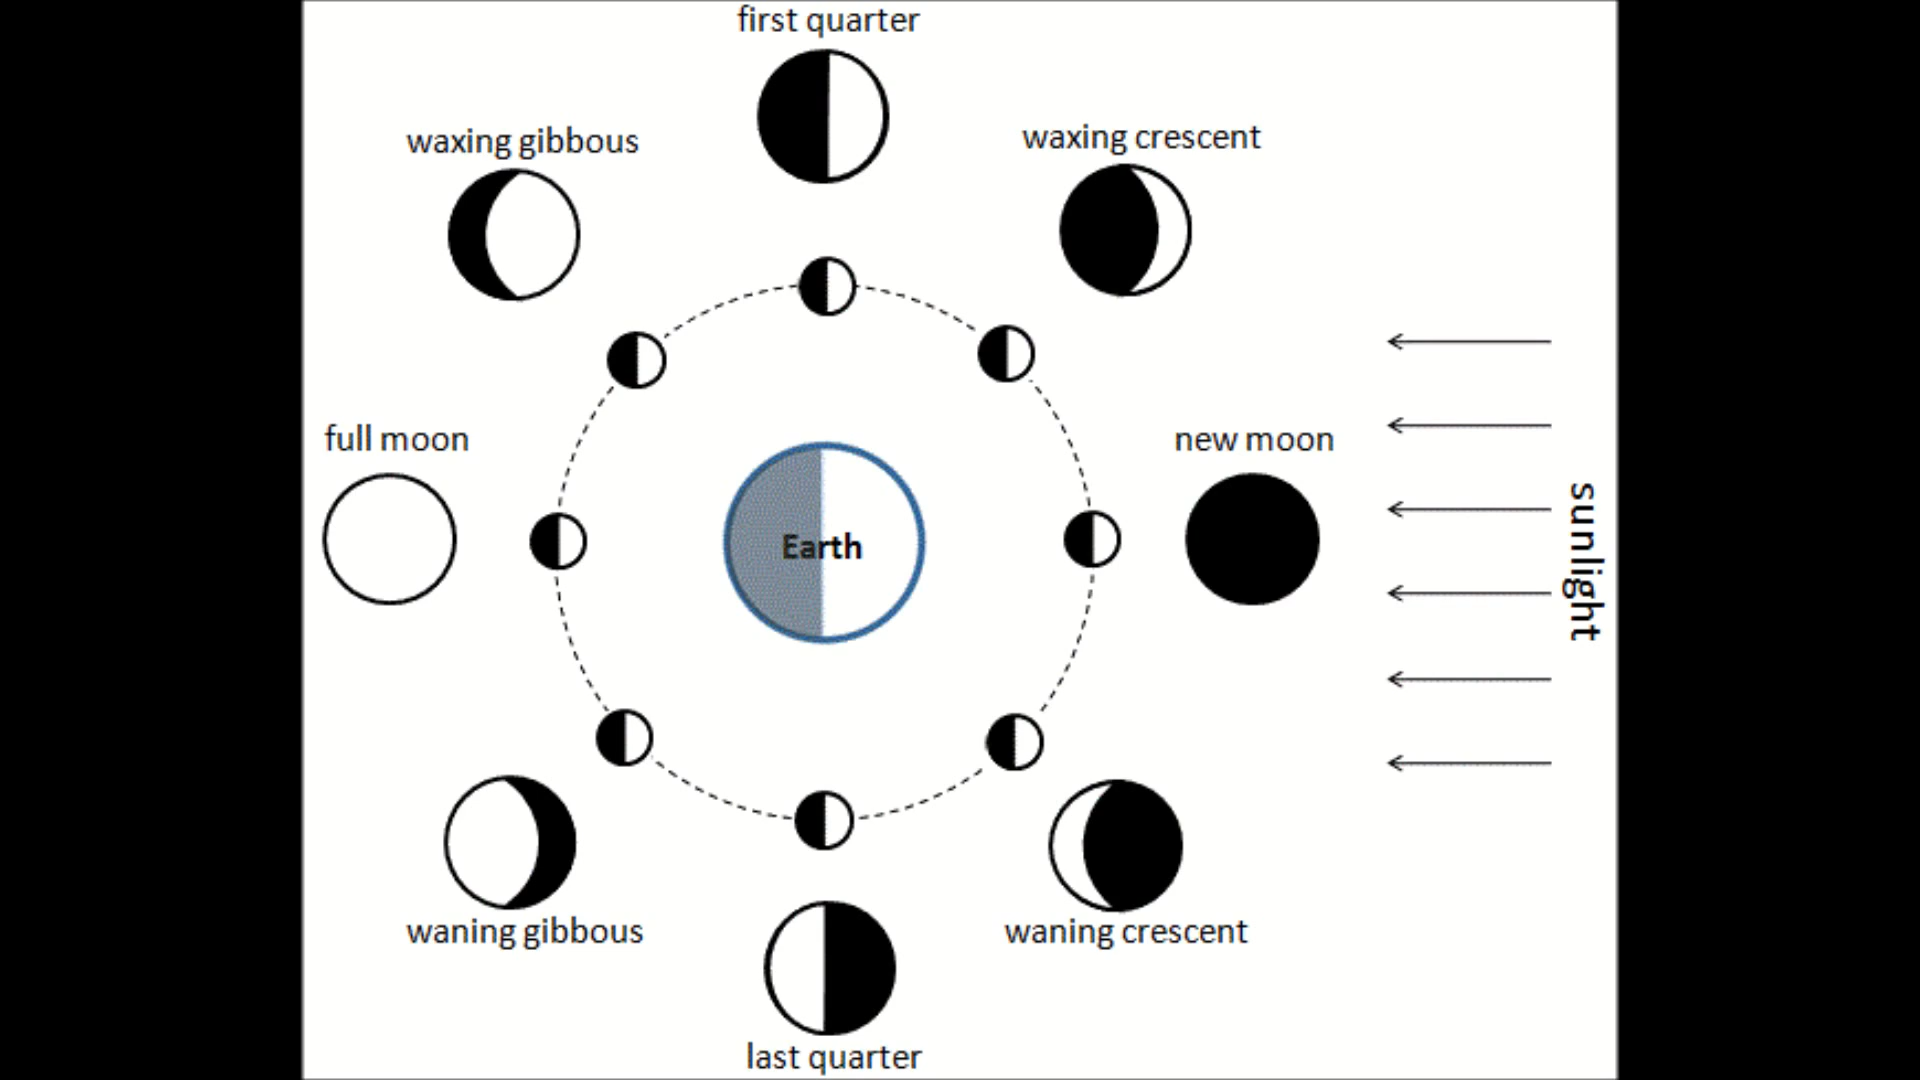 first quarter
waxing gibbous
waxing crescent
full moon
new moon
Earth
sunlight
waning gibbous
waning crescent
last quarter